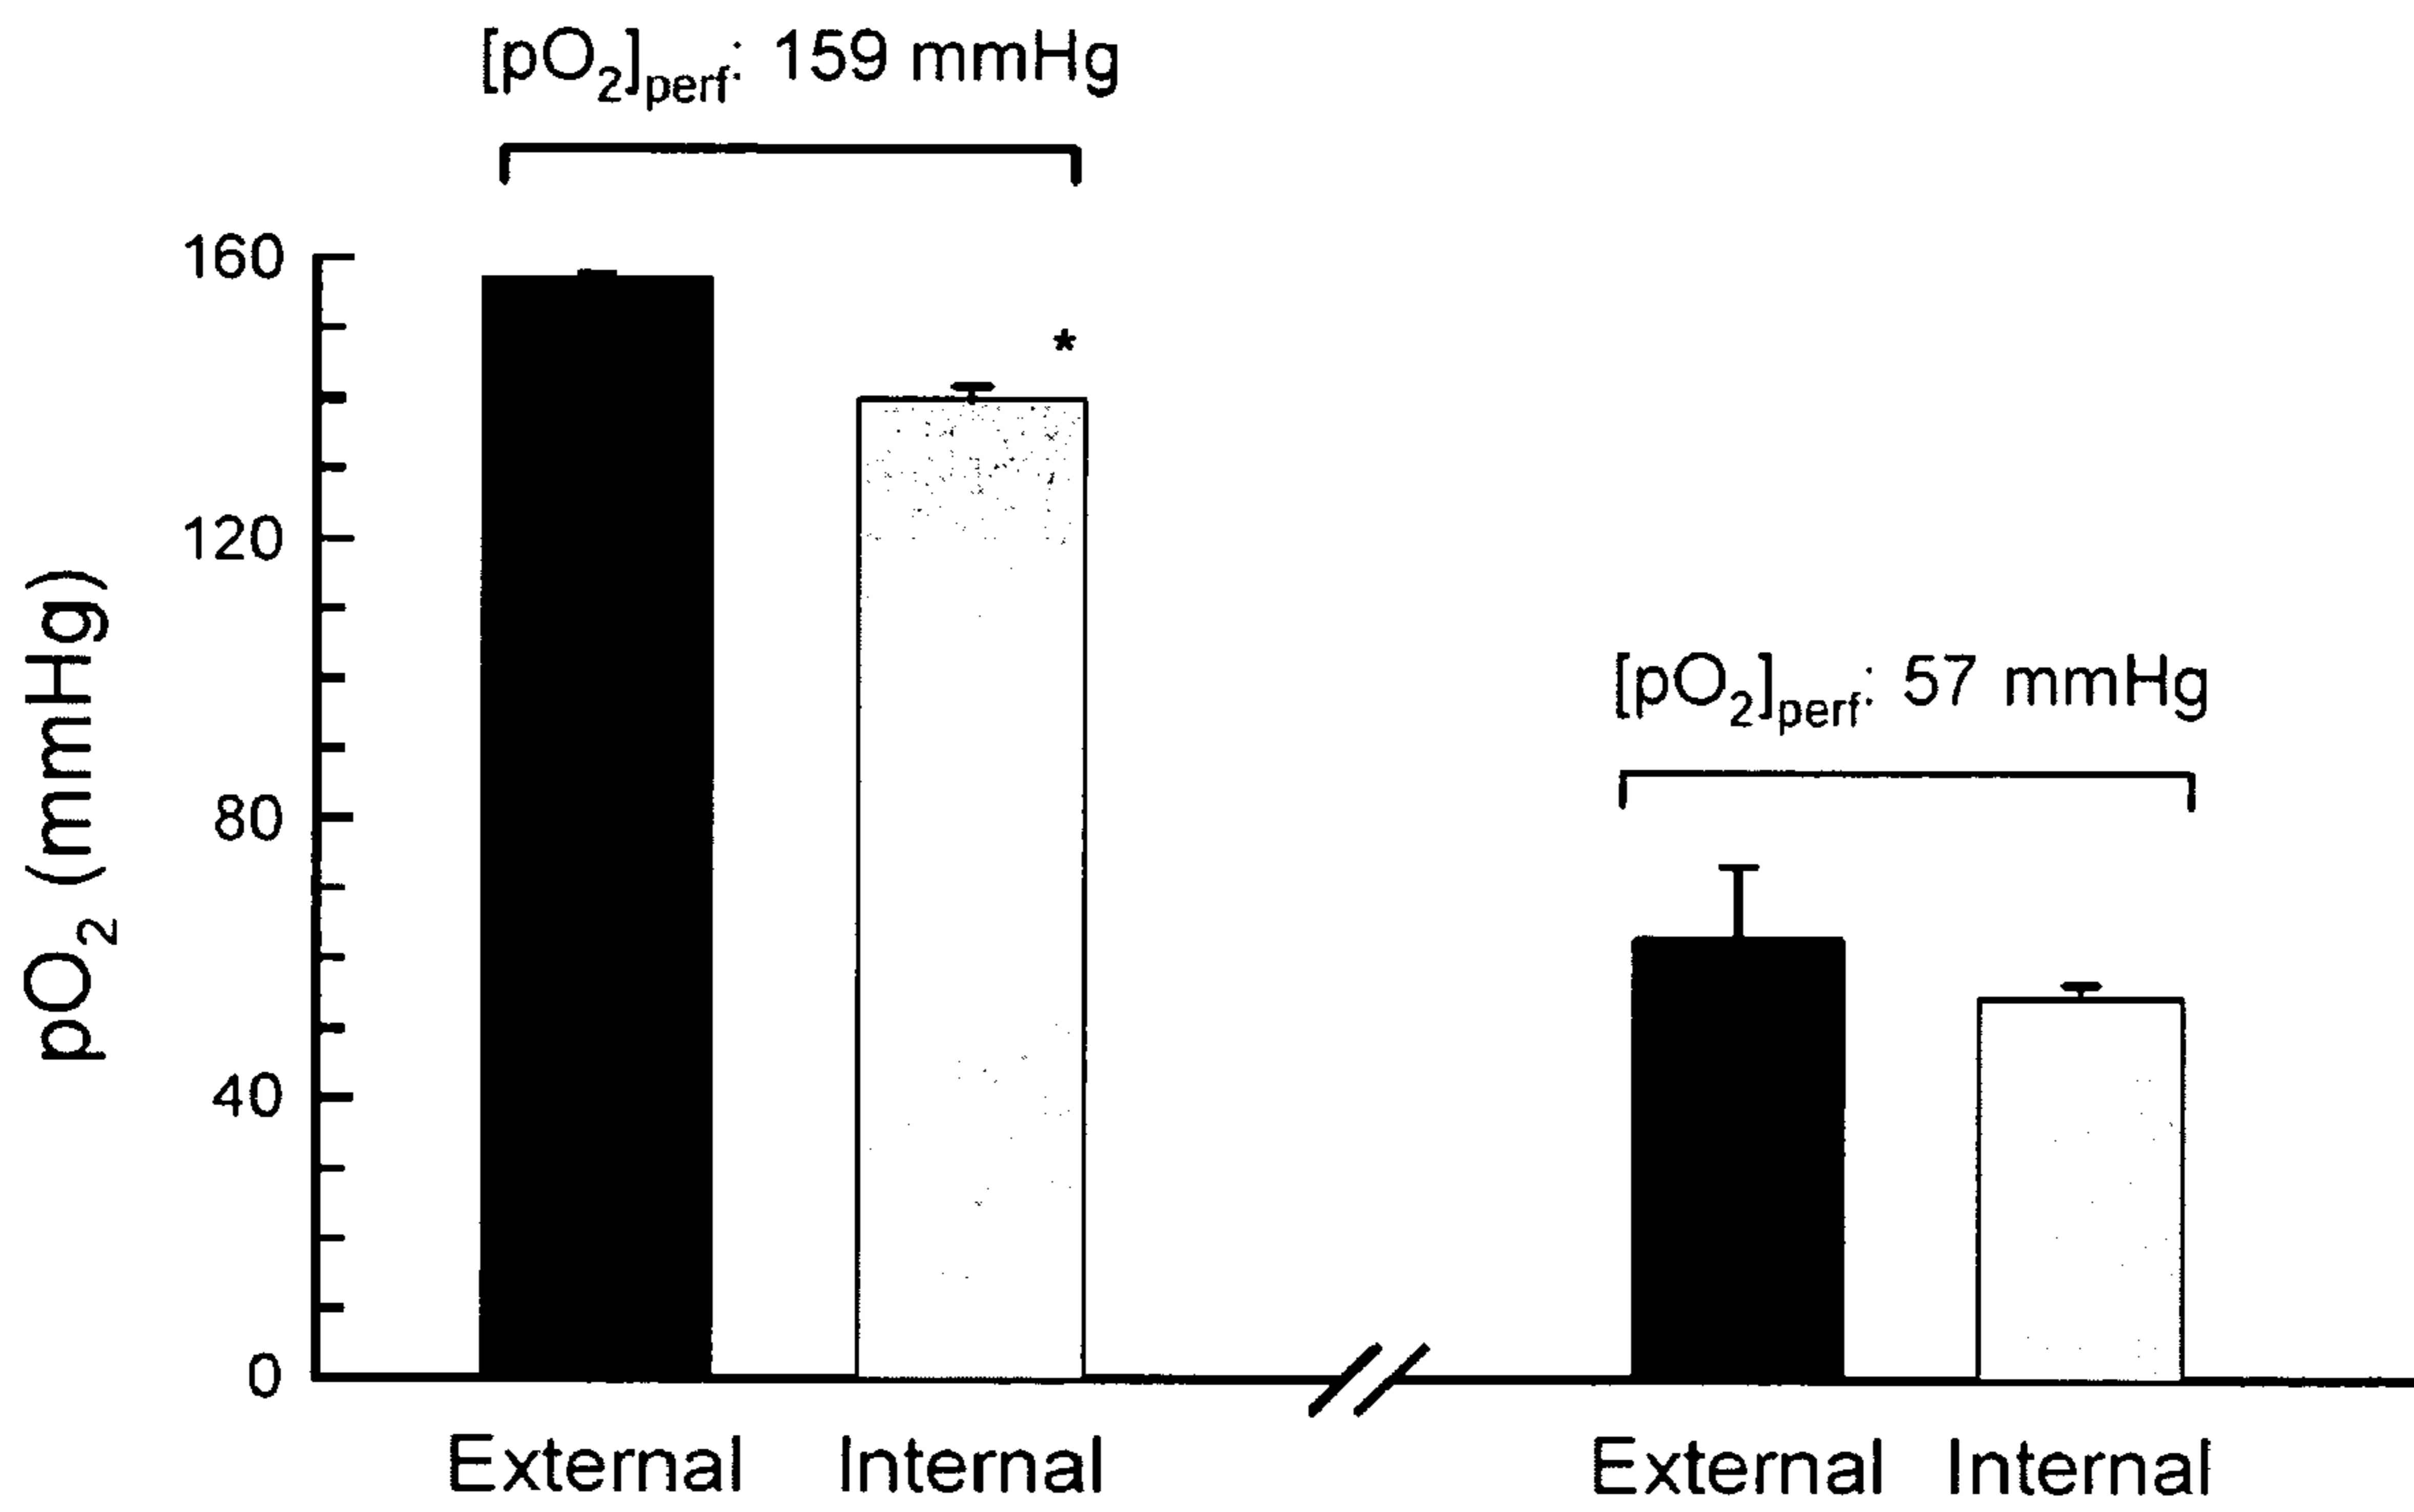 [pO₂]perf: 159 mmHg
*
160
120
80
40
0
pO₂ (mmHg)
[pO₂]perf: 57 mmHg
External Internal
External Internal